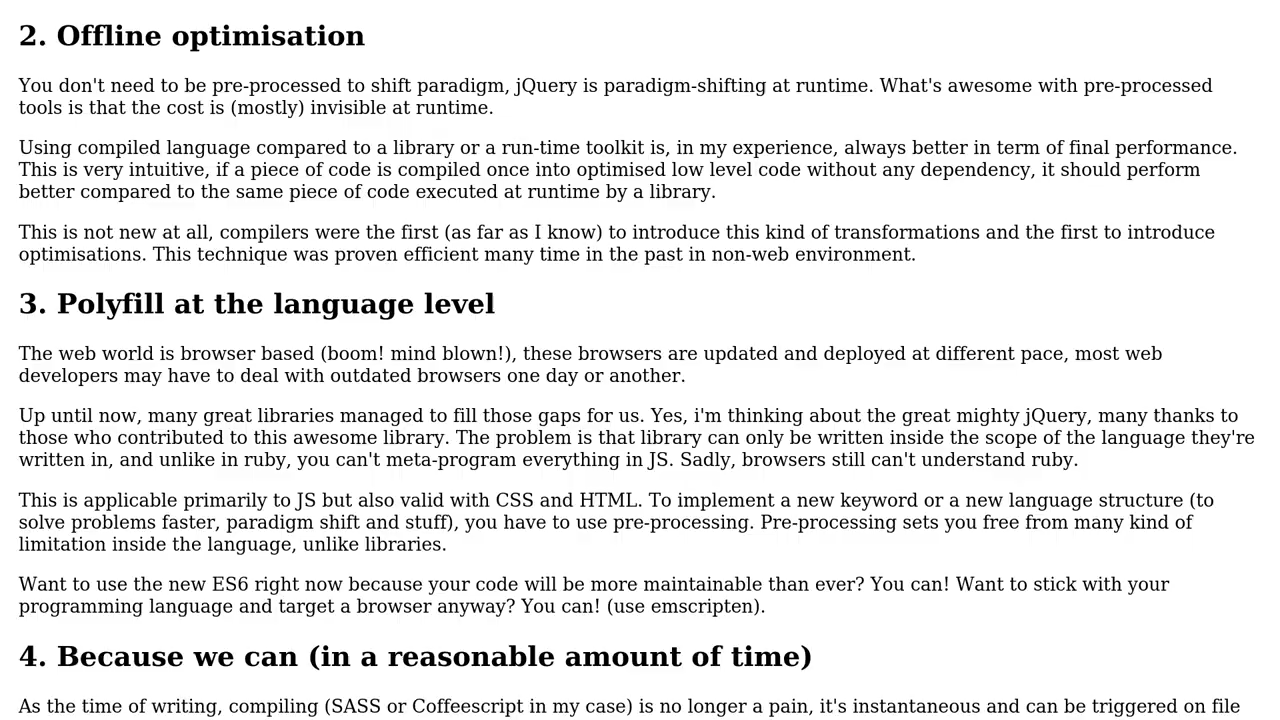 2. Offline optimisation
You don't need to be pre-processed to shift paradigm, jQuery is paradigm-shifting at runtime. What's awesome with pre-processed
tools is that the cost is (mostly) invisible at runtime.
Using compiled language compared to a library or a run-time toolkit is, in my experience, always better in term of final performance.
This is very intuitive, if a piece of code is compiled once into optimised low level code without any dependency, it should perform
better compared to the same piece of code executed at runtime by a library.
This is not new at all, compilers were the first (as far as I know) to introduce this kind of transformations and the first to introduce
optimisations. This technique was proven efficient many time in the past in non-web environment.
3. Polyfill at the language level
The web world is browser based (boom! mind blown!), these browsers are updated and deployed at different pace, most web
developers may have to deal with outdated browsers one day or another.
Up until now, many great libraries managed to fill those gaps for us. Yes, i'm thinking about the great mighty jQuery, many thanks to
those who contributed to this awesome library. The problem is that library can only be written inside the scope of the language they're
written in, and unlike in ruby, you can't meta-program everything in JS. Sadly, browsers still can't understand ruby.
This is applicable primarily to JS but also valid with CSS and HTML. To implement a new keyword or a new language structure (to
solve problems faster, paradigm shift and stuff), you have to use pre-processing. Pre-processing sets you free from many kind of
limitation inside the language, unlike libraries.
Want to use the new ES6 right now because your code will be more maintainable than ever? You can! Want to stick with your
programming language and target a browser anyway? You can! (use emscripten).
4. Because we can (in a reasonable amount of time)
As the time of writing, compiling (SASS or Coffeescript in my case) is no longer a pain, it's instantaneous and can be triggered on file